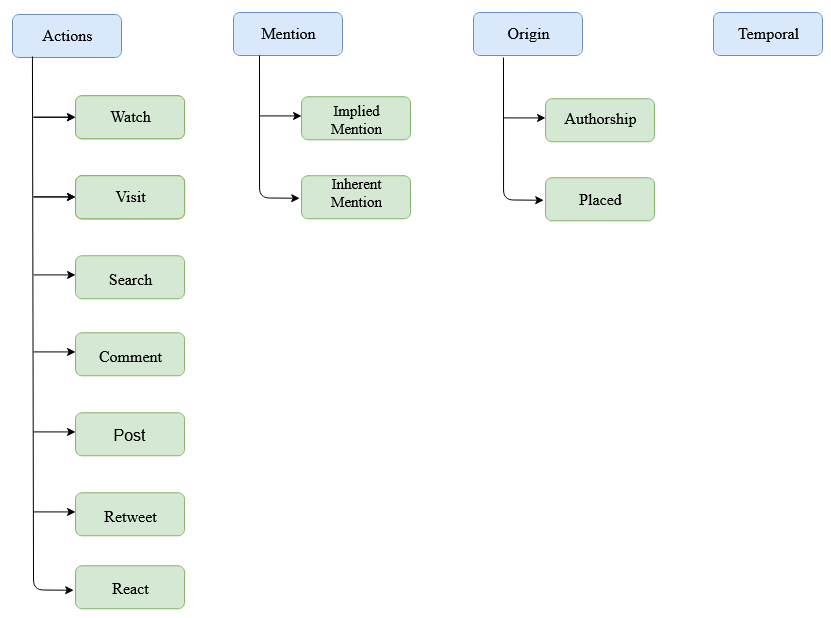 Actions
Mention
Origin
Temporal
Watch
Visit
Search
Comment
Post
Retweet
React
Implied
Mention
Inherent
Mention
Authorship
Placed